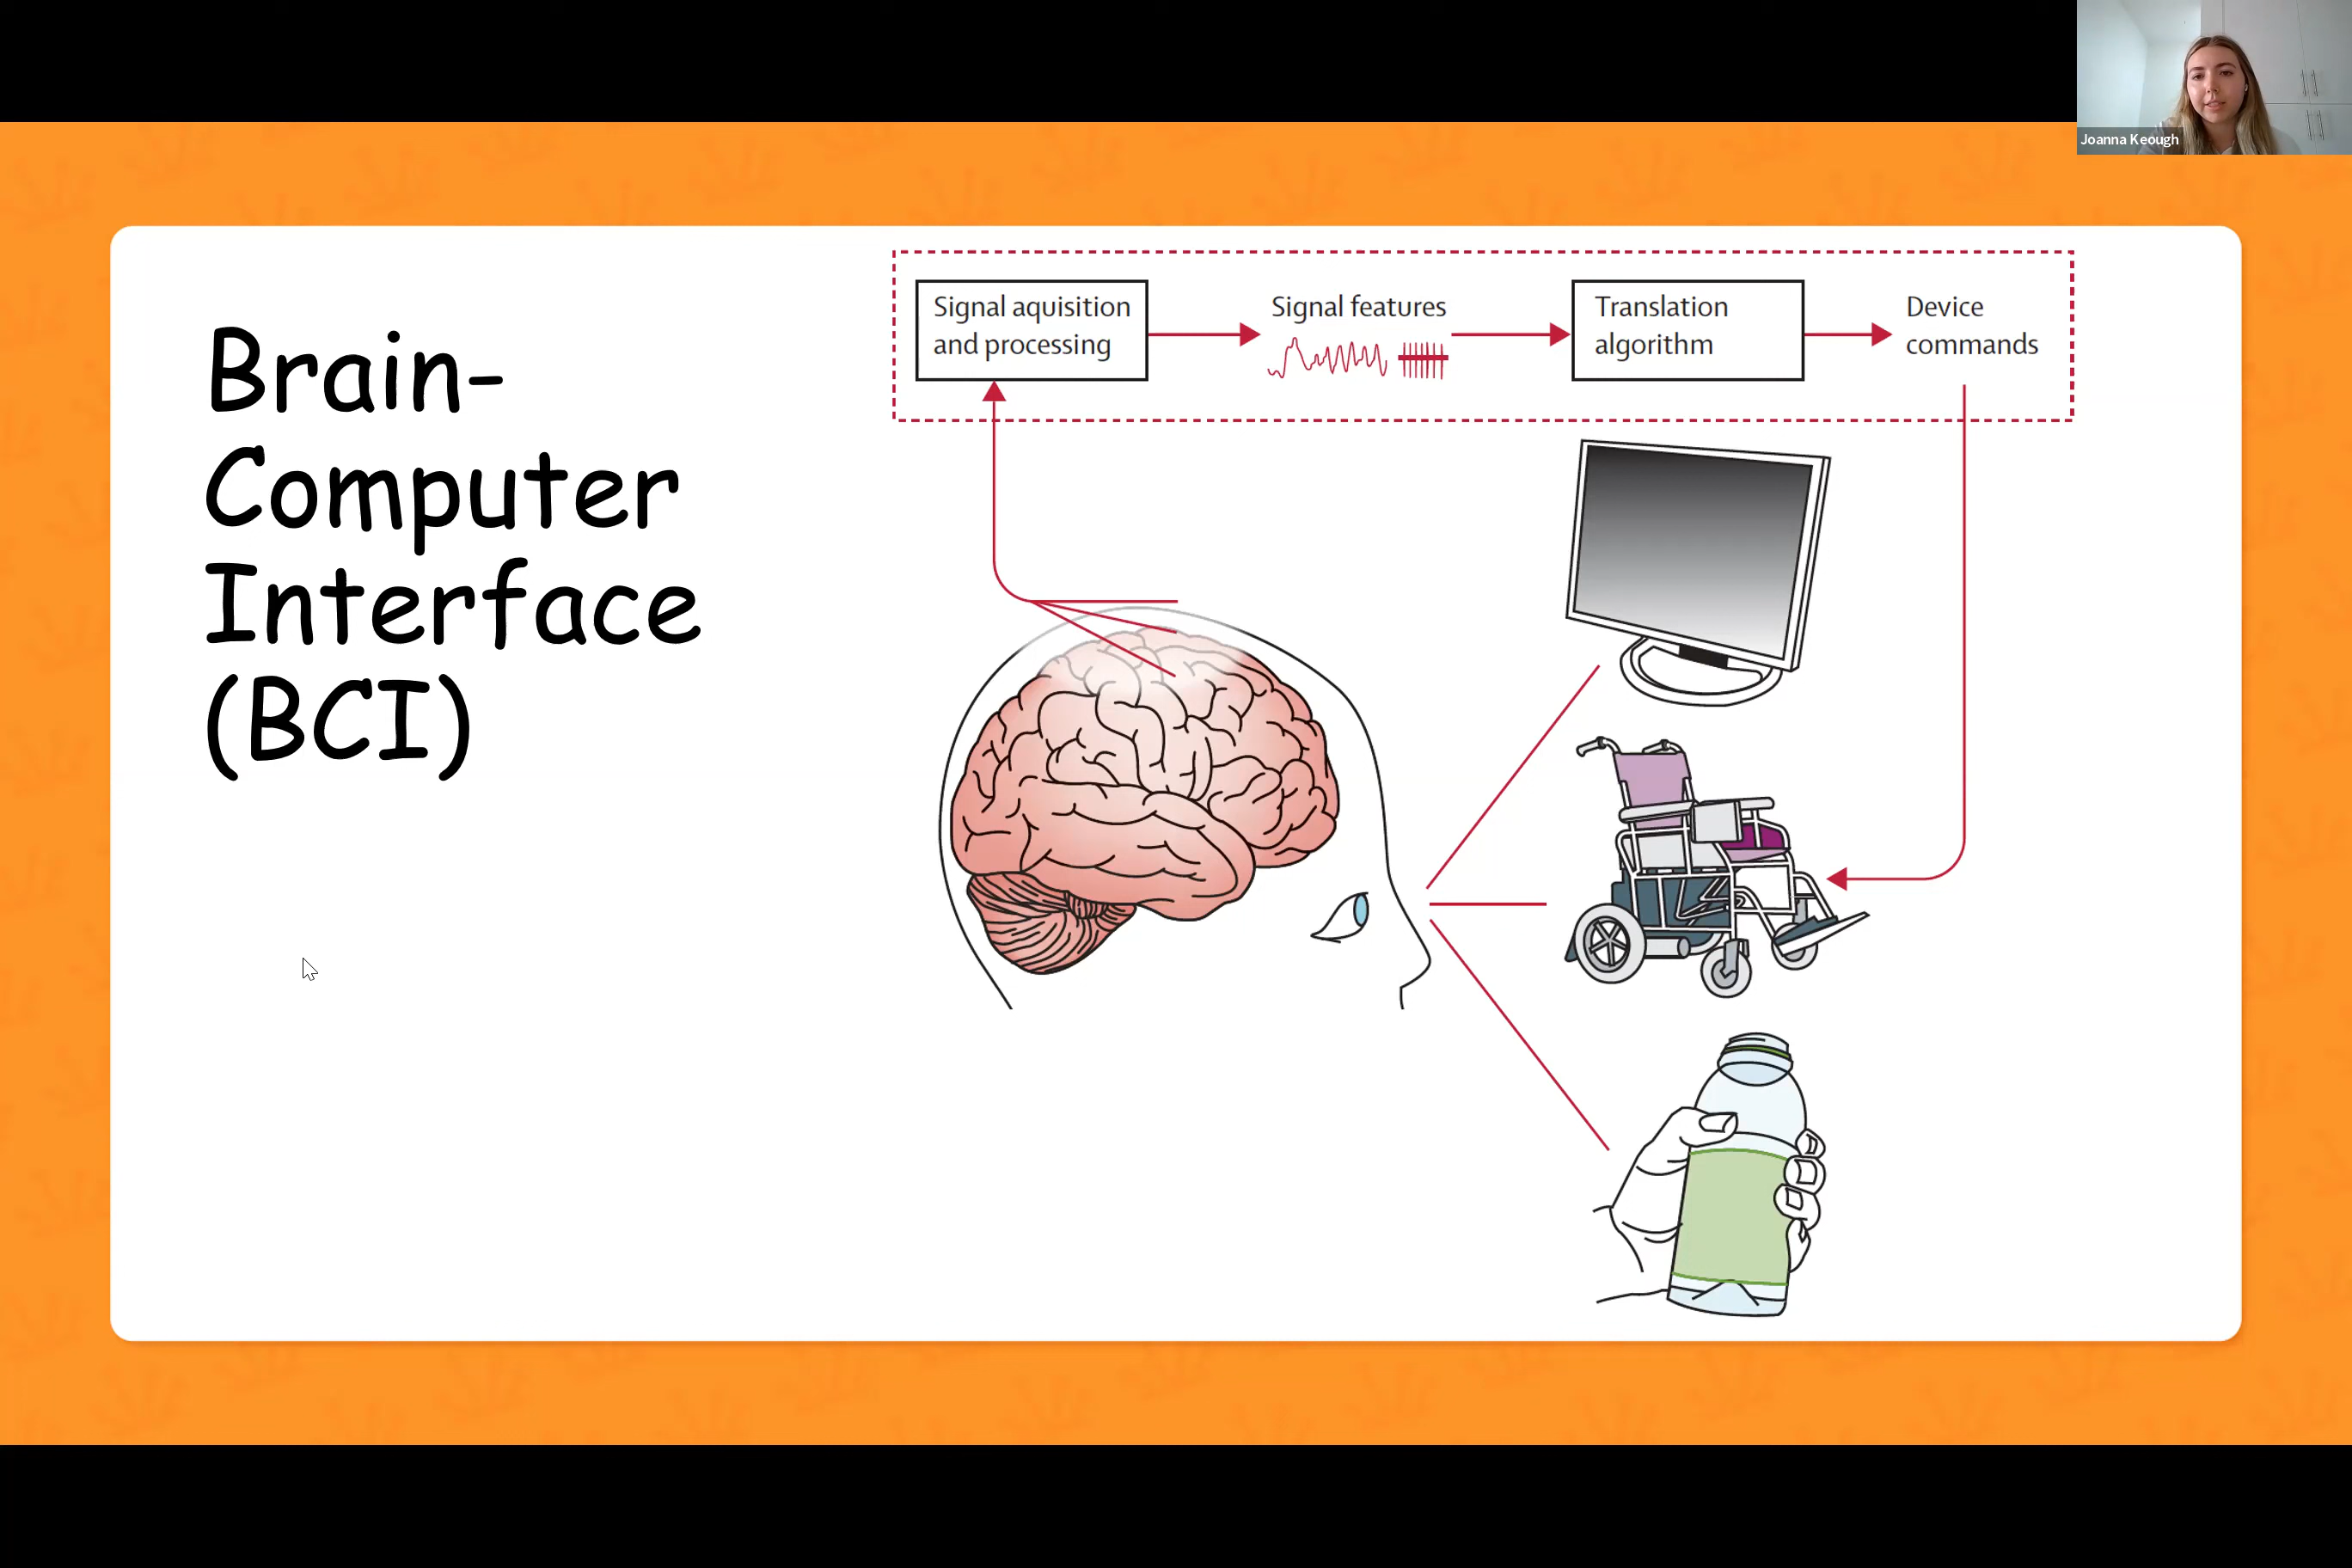 Joanna Keough
Brain-
Computer
Interface
(BCI)
Signal aquisition
and processing
Signal features
Translation
algorithm
Device
commands